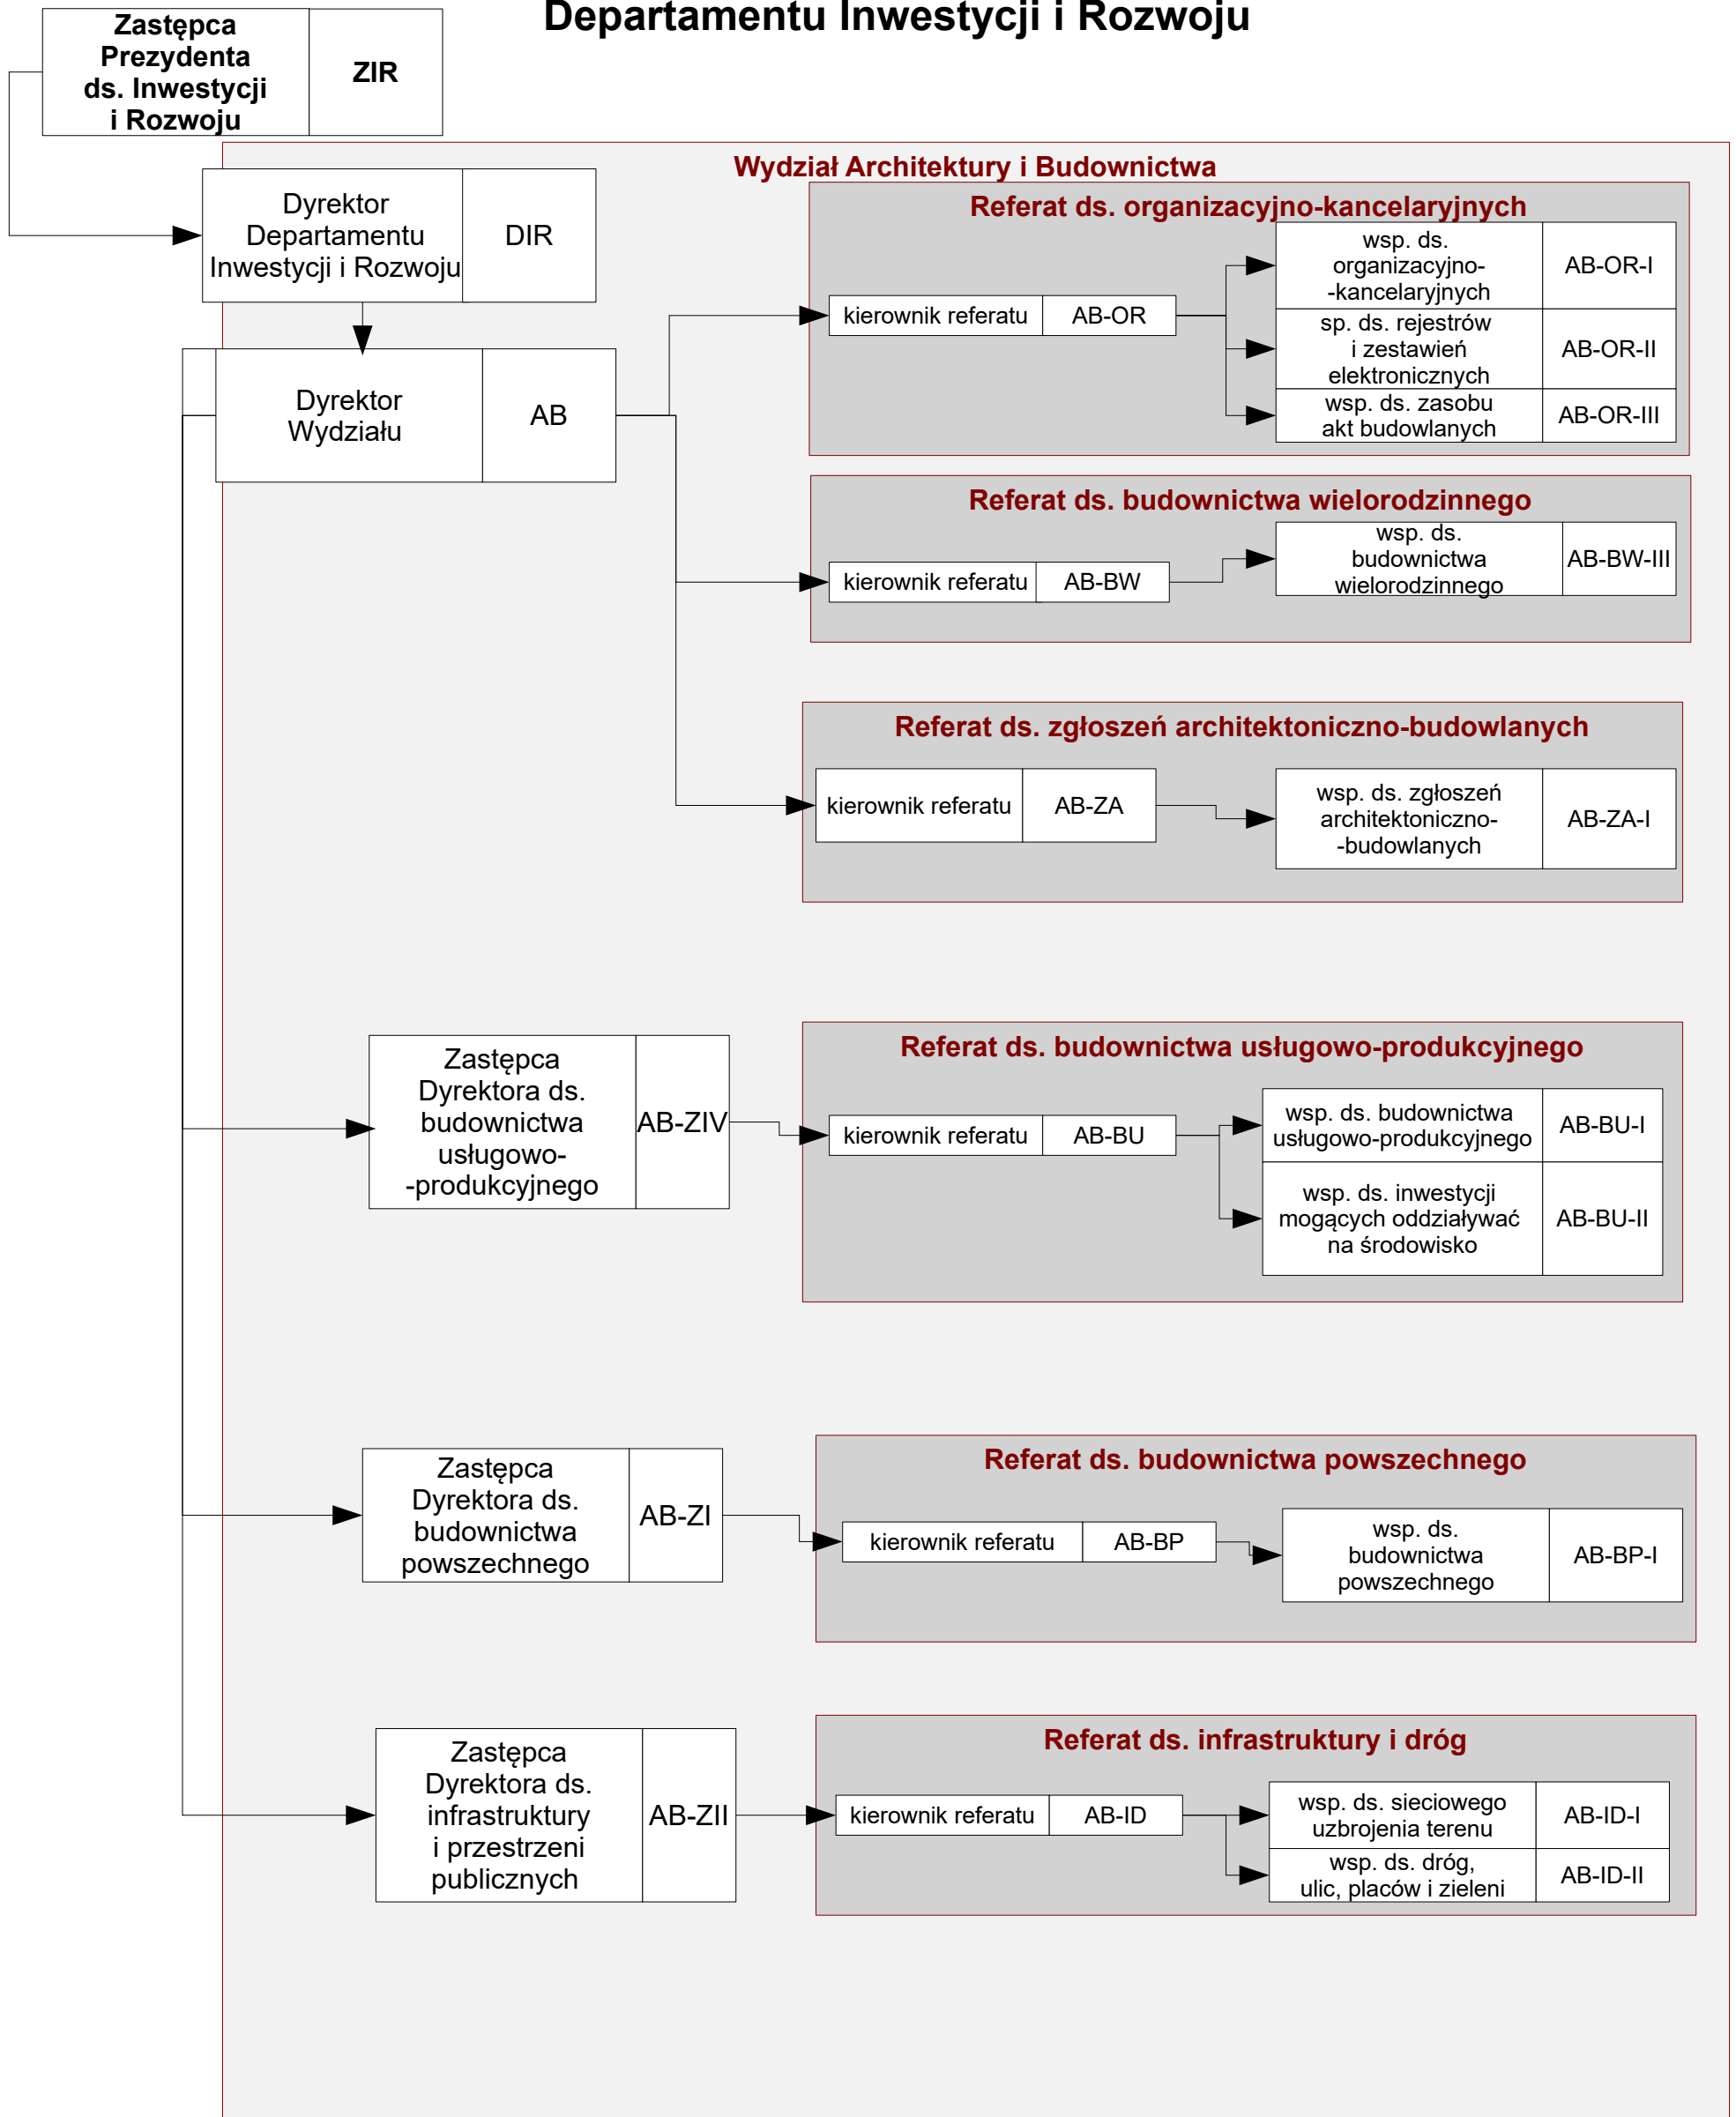 Departamentu Inwestycji i Rozwoju
Zastępca
Prezydenta
ds. Inwestycji
i Rozwoju
ZIR
Wydział Architektury i Budownictwa
Dyrektor
Departamentu
Inwestycji i Rozwoju
DIR
Dyrektor
Wydziału
AB
Referat ds. organizacyjno-kancelaryjnych
kierownik referatu
AB-OR
wsp. ds.
organizacyjno-
-kancelaryjnych
AB-OR-I
sp. ds. rejestrów
i zestawień
elektronicznych
AB-OR-II
wsp. ds. zasobu
akt budowlanych
AB-OR-III
Referat ds. budownictwa wielorodzinnego
kierownik referatu
AB-BW
wsp. ds.
budownictwa
wielorodzinnego
AB-BW-III
Referat ds. zgłoszeń architektoniczno-budowlanych
kierownik referatu
AB-ZA
wsp. ds. zgłoszeń
architektoniczno-
-budowlanych
AB-ZA-I
Zastępca
Dyrektora ds.
budownictwa
usługowo-
-produkcyjnego
AB-ZIV
Referat ds. budownictwa usługowo-produkcyjnego
kierownik referatu
AB-BU
wsp. ds. budownictwa
usługowo-produkcyjnego
AB-BU-I
wsp. ds. inwestycji
mogących oddziaływać
na środowisko
AB-BU-II
Zastępca
Dyrektora ds.
budownictwa
powszechnego
AB-ZI
Referat ds. budownictwa powszechnego
kierownik referatu
AB-BP
wsp. ds.
budownictwa
powszechnego
AB-BP-I
Zastępca
Dyrektora ds.
infrastruktury
i przestrzeni
publicznych
AB-ZII
Referat ds. infrastruktury i dróg
kierownik referatu
AB-ID
wsp. ds. sieciowego
uzbrojenia terenu
AB-ID-I
wsp. ds. dróg,
ulic, placów i zieleni
AB-ID-II